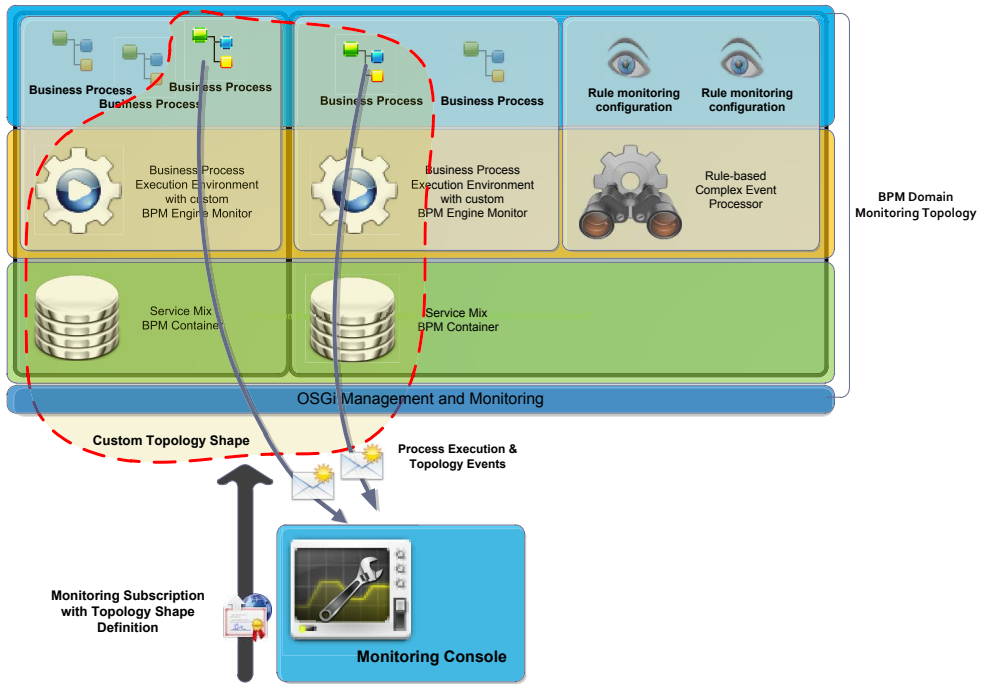 Business Process
Business Process
Business Process
Business Process
Business Process
Rule monitoring
configuration
Rule monitoring
configuration
Business Process
Execution Environment
with custom
BPM Engine Monitor
Business Process
Execution Environment
with custom
BPM Engine Monitor
Rule-based
Complex Event
Processor
BPM Domain
Monitoring Topology
Service Mix
BPM Container
Service Mix
BPM Container
OSGi Management and Monitoring
Custom Topology Shape
Process Execution &
Topology Events
Monitoring Subscription
with Topology Shape
Definition
Monitoring Console